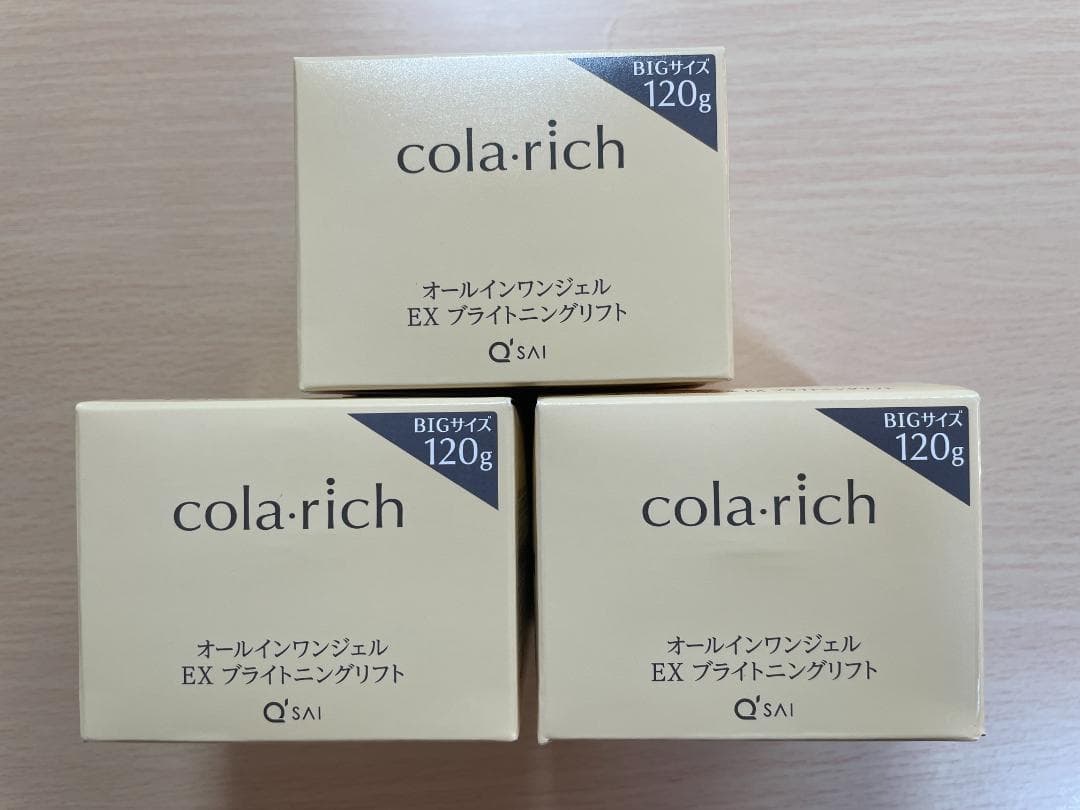 BIGサイズ
120g
cola·rich
オールインワンジェル
EX ブライトニングリフト
Q'SAI
BIGサイズ
120g
cola·rich
オールインワンジェル
EX ブライトニングリフト
Q'SAI
BIGサイズ
120g
cola·rich
オールインワンジェル
EX ブライトニングリフト
Q'SAI